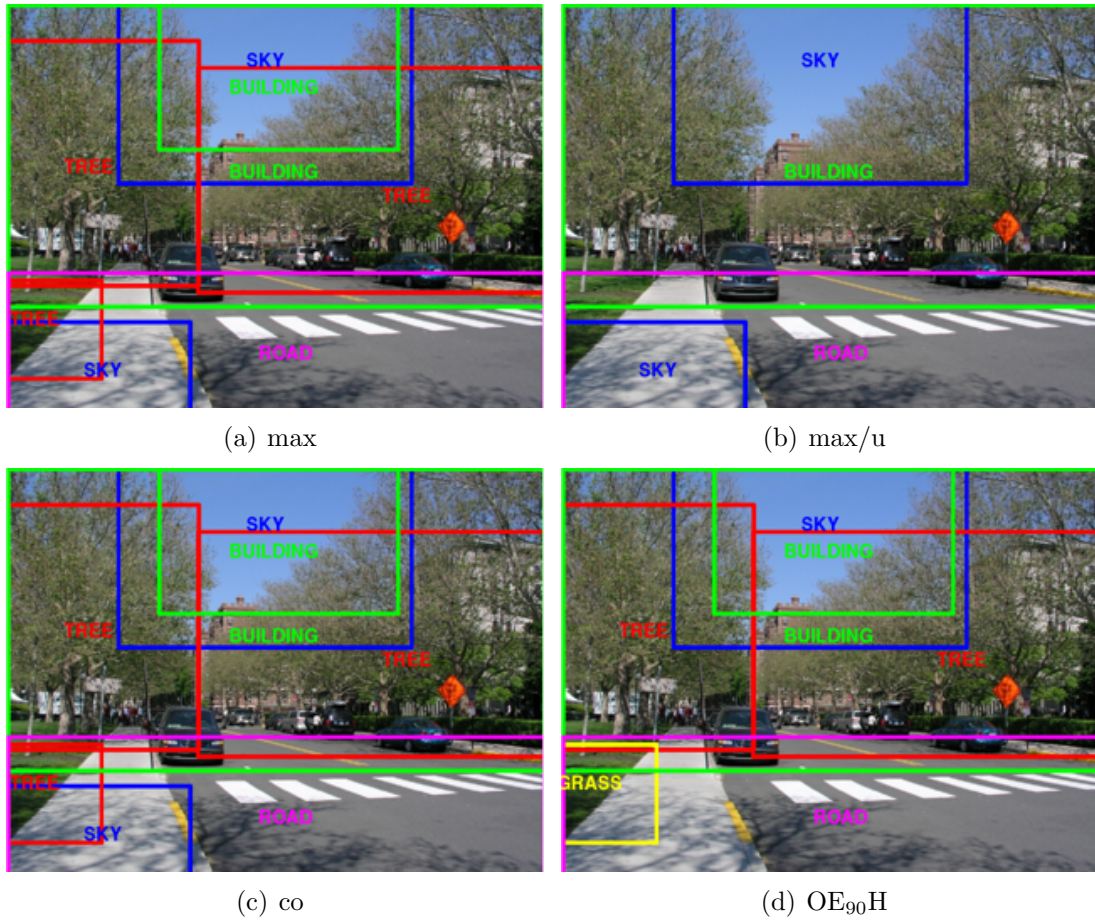 SKY
BUILDING
TREE
BUILDING
TREE
TREE
ROAD
SKY
(a) max
SKY
BUILDING
ROAD
SKY
(b) max/u
SKY
BUILDING
TREE
BUILDING
TREE
TREE
ROAD
SKY
(c) co
SKY
BUILDING
TREE
BUILDING
TREE
GRASS
ROAD
(d) OE₉₀H